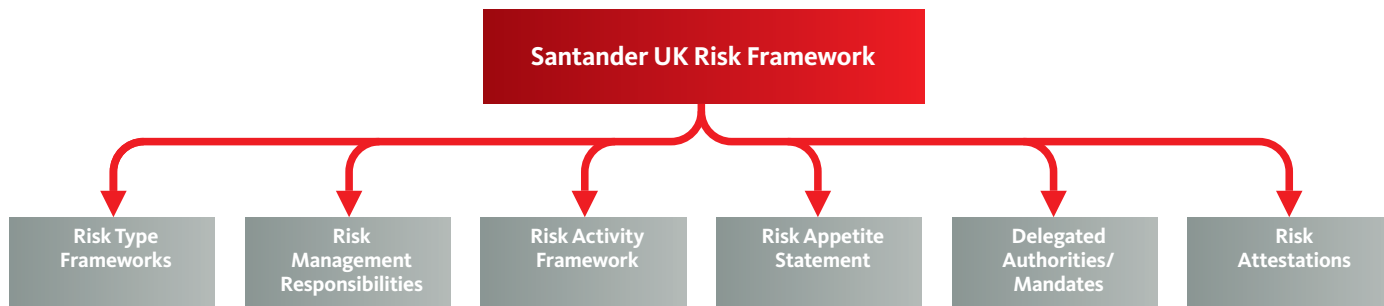 Santander UK Risk Framework
Risk Type
Frameworks
Risk
Management
Responsibilities
Risk Activity
Framework
Risk Appetite
Statement
Delegated
Authorities/
Mandates
Risk
Attestations